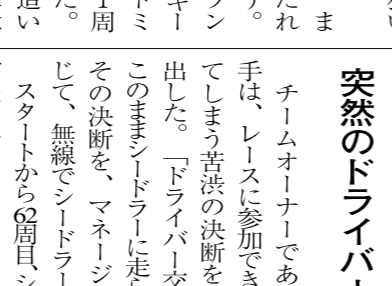 い
ま
たれ
。
ン
キー
ミ
1周
た。
追い
突然のドライバー
チームオーナーであ
手は、レースに参加でき
てしまう苦渋の決断を
出した。「ドライバー交
このままシードラーに走ら
その決断を、マネージ
じて、無線でシードラー
スタートから62周目、シ